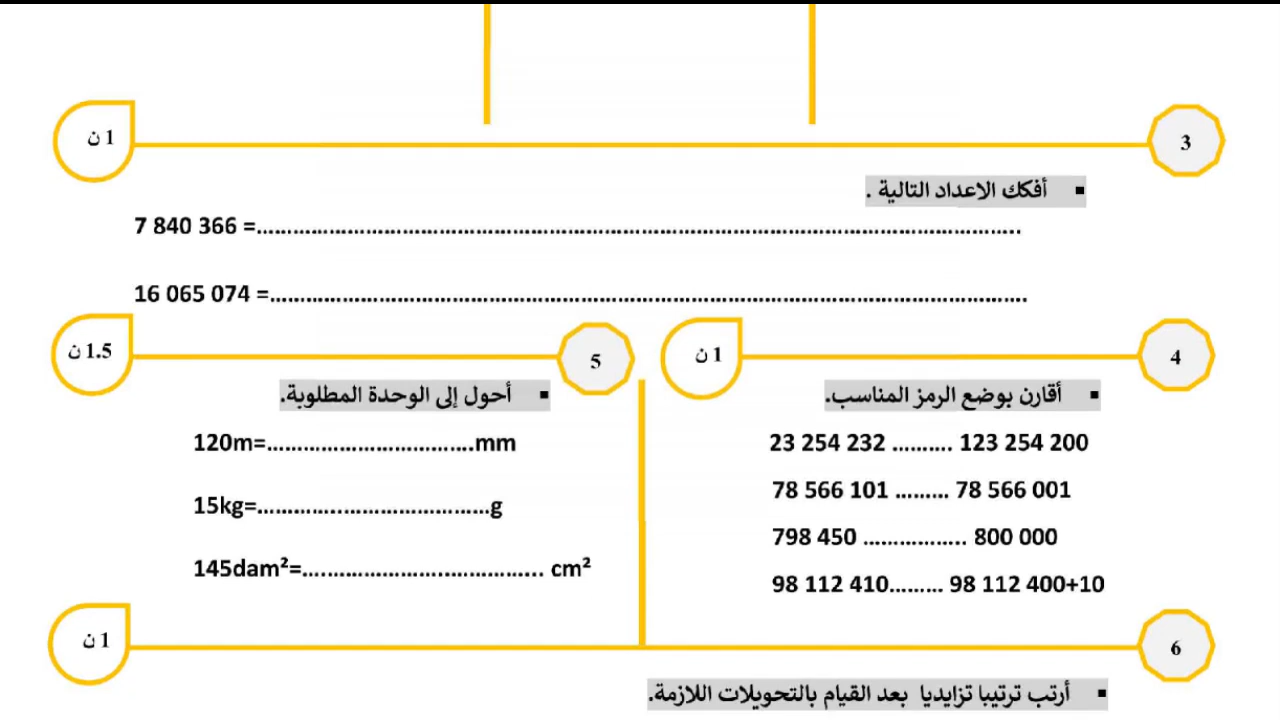 3
1 ن
▪ أفكك الاعداد التالية .
7 840 366 =........................................................................
16 065 074 =........................................................................
4
1 ن
▪ أقارن بوضع الرمز المناسب.
23 254 232 .......... 123 254 200
78 566 101 ......... 78 566 001
798 450 ................. 800 000
98 112 410......... 98 112 400+10
5
1.5 ن
▪ أحول إلى الوحدة المطلوبة.
120m=..................................mm
15kg=......................................g
145dam²=........................................ cm²
6
1 ن
▪ أرتب ترتيبا تزايديا بعد القيام بالتحويلات اللازمة.